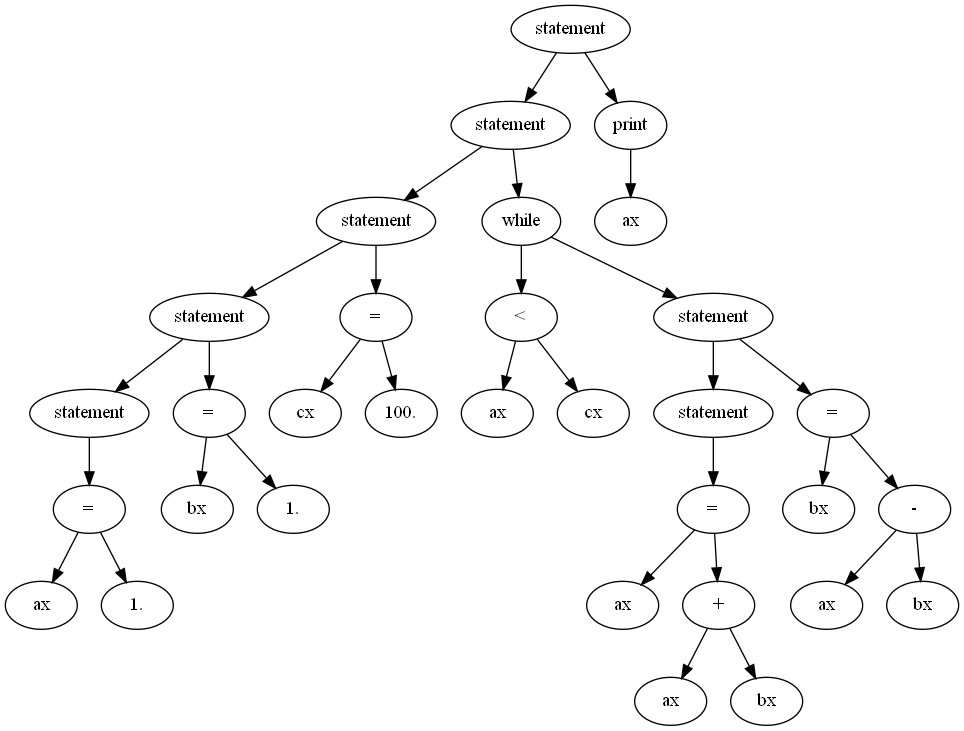 statement
statement
print
statement
while
ax
statement
=
<
statement
statement
=
cx
100.
ax
cx
statement
=
=
bx
1.
=
bx
-
ax
1.
ax
+
ax
bx
ax
bx